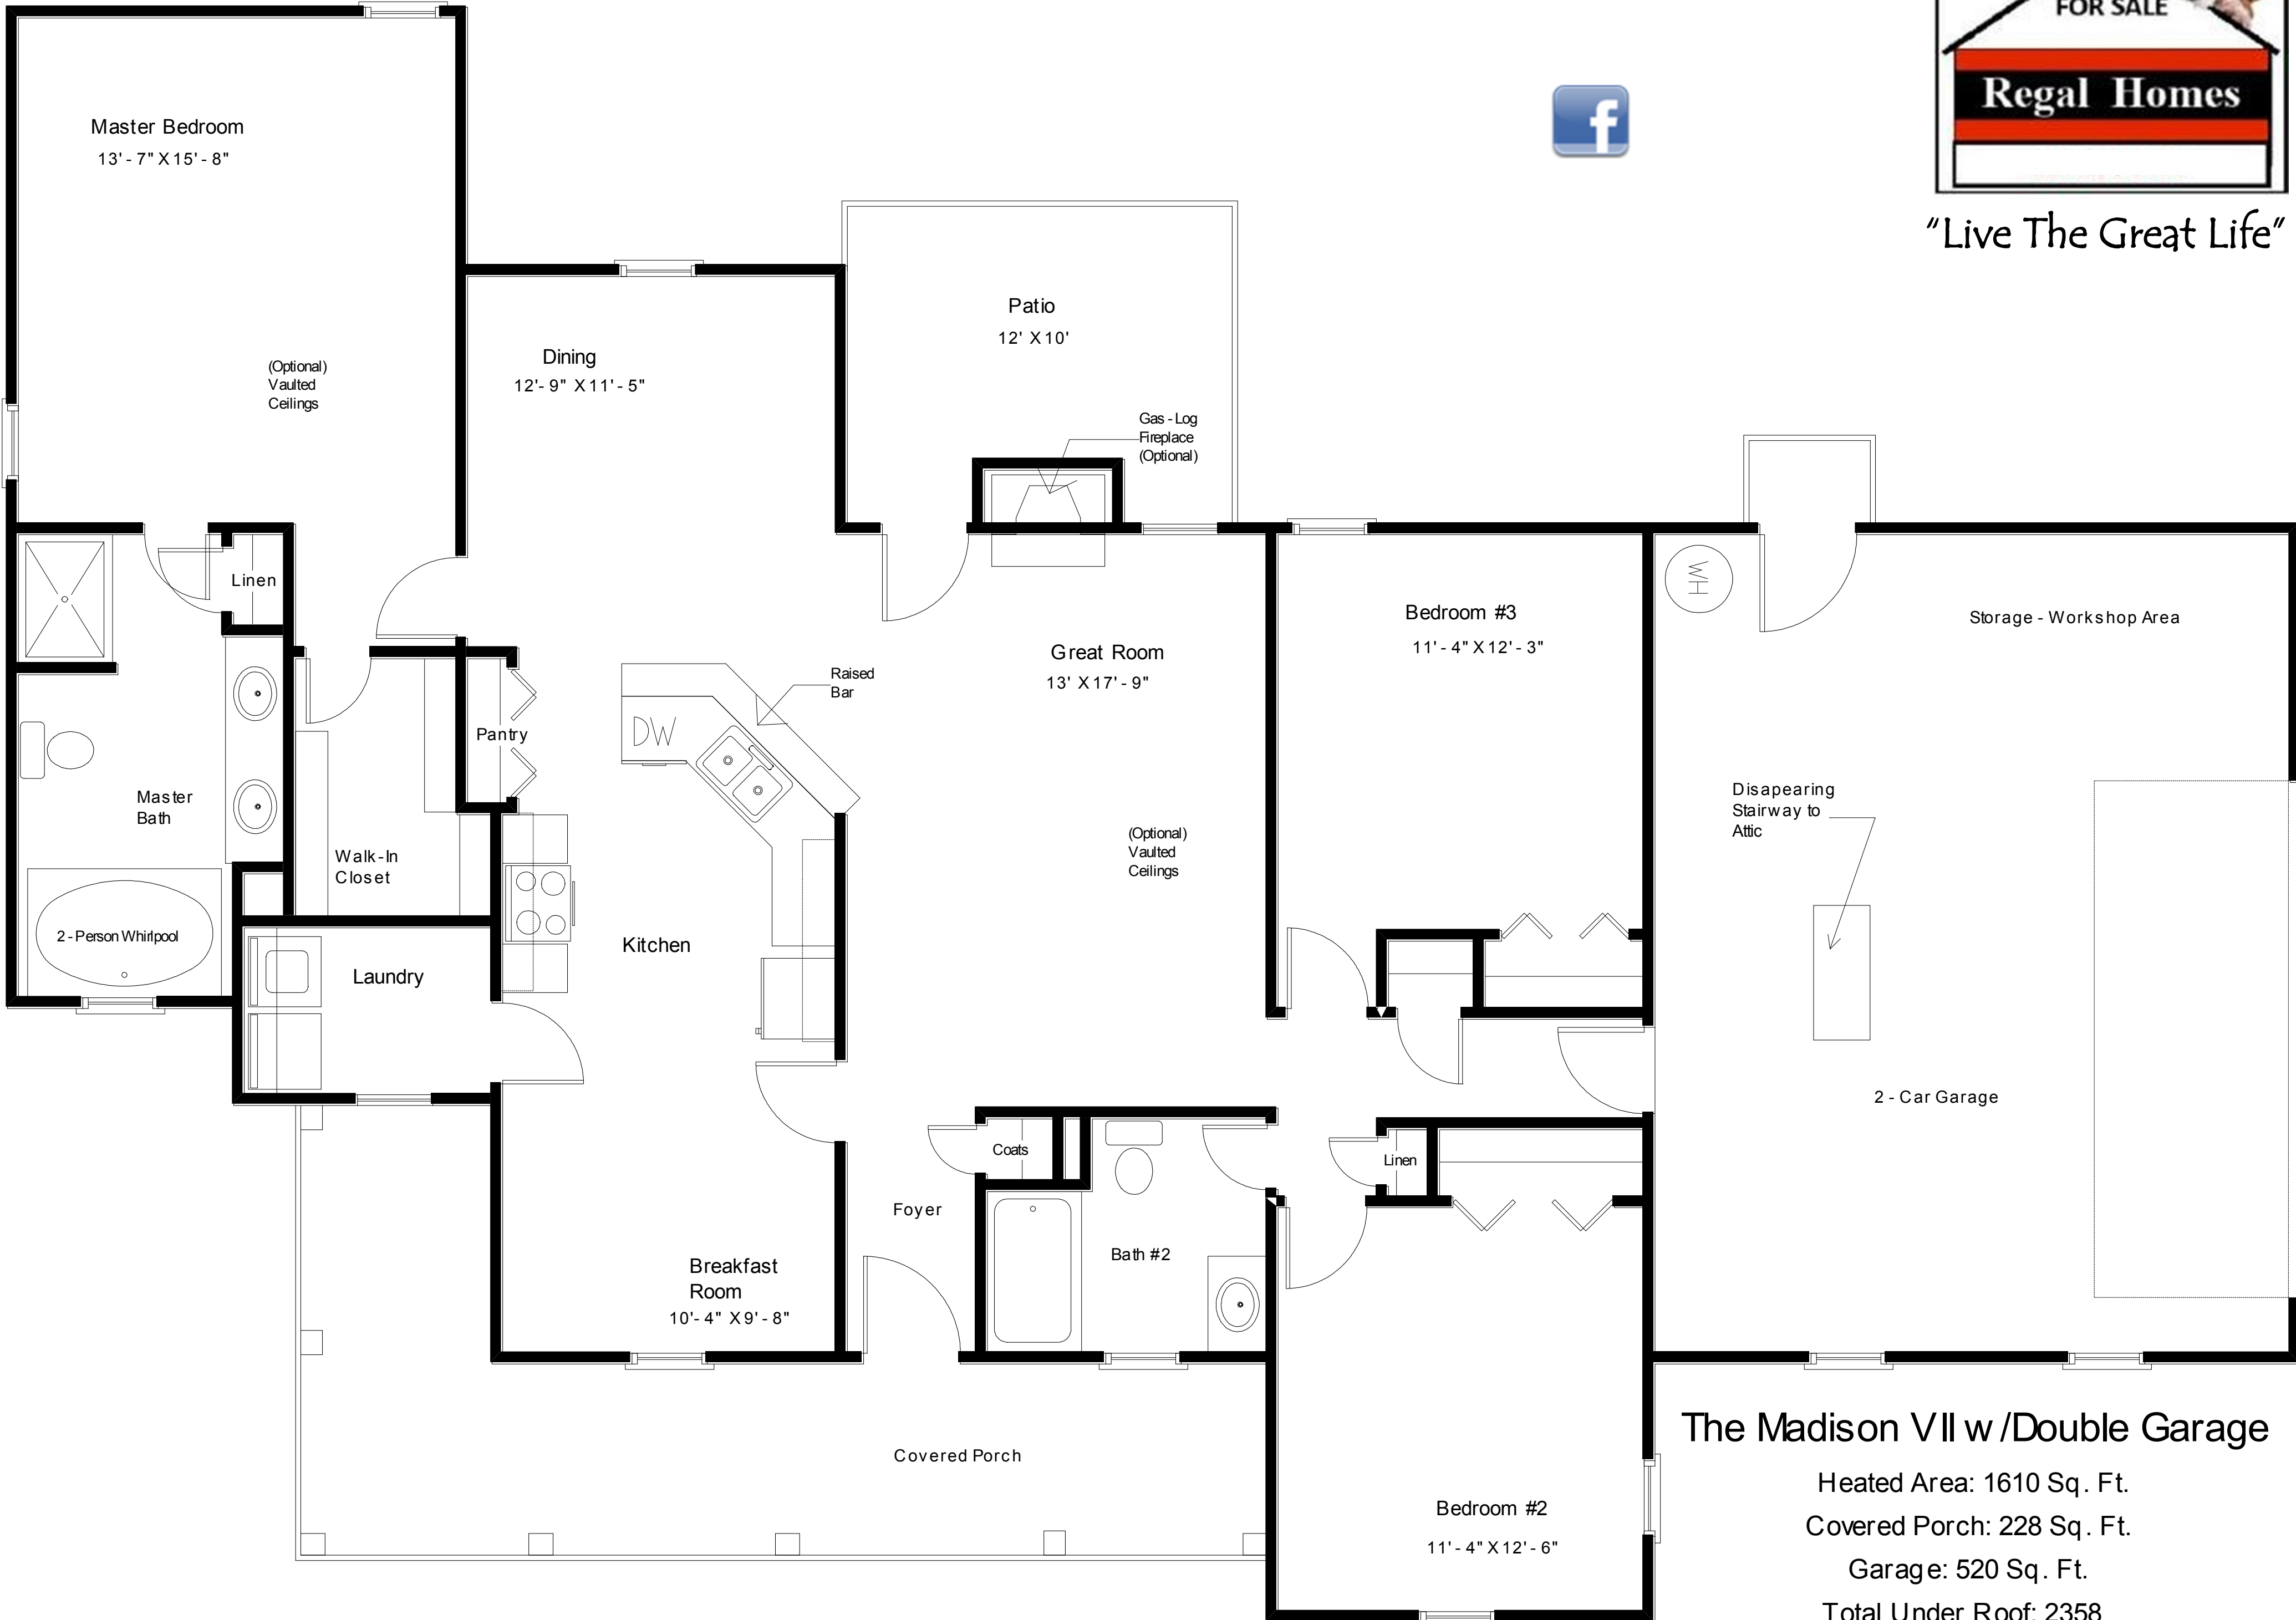 FOR SALE
Regal Homes
f
"Live The Great Life"
Master Bedroom
13' - 7" X 15' - 8"
(Optional)
Vaulted
Ceilings
Dining
12' - 9" X 11' - 5"
Patio
12' X 10'
Gas - Log
Fireplace
(Optional)
Linen
Pantry
Raised
Bar
DW
Great Room
13' X 17' - 9"
(Optional)
Vaulted
Ceilings
Bedroom #3
11' - 4" X 12' - 3"
WH
Storage - Workshop Area
Disapearing
Stairway to
Attic
Master
Bath
Walk-In
Closet
2 - Person Whirlpool
Laundry
Kitchen
2 - Car Garage
Coats
Linen
Foyer
Bath #2
Breakfast
Room
10' - 4" X 9' - 8"
Covered Porch
Bedroom #2
11' - 4" X 12' - 6"
The Madison VII w/Double Garage
Heated Area: 1610 Sq. Ft.
Covered Porch: 228 Sq. Ft.
Garage: 520 Sq. Ft.
Total Under Roof: 2358